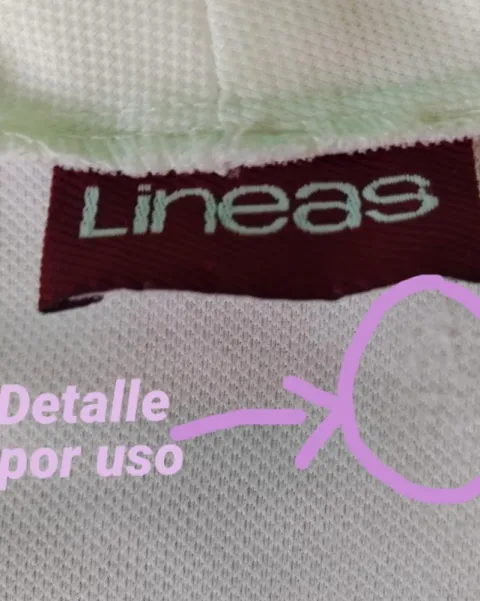 Lineas
Detalle
por uso